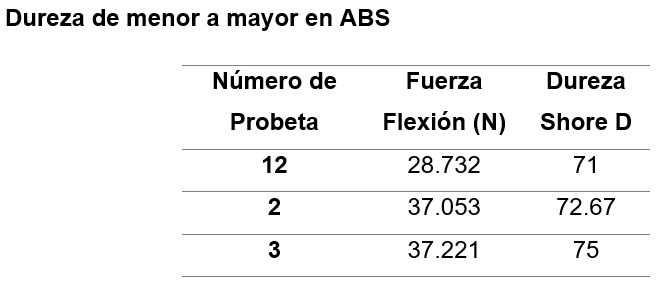 Dureza de menor a mayor en ABS
Número de Probeta Fuerza Flexión (N) Dureza Shore D
12 28.732 71
2 37.053 72.67
3 37.221 75